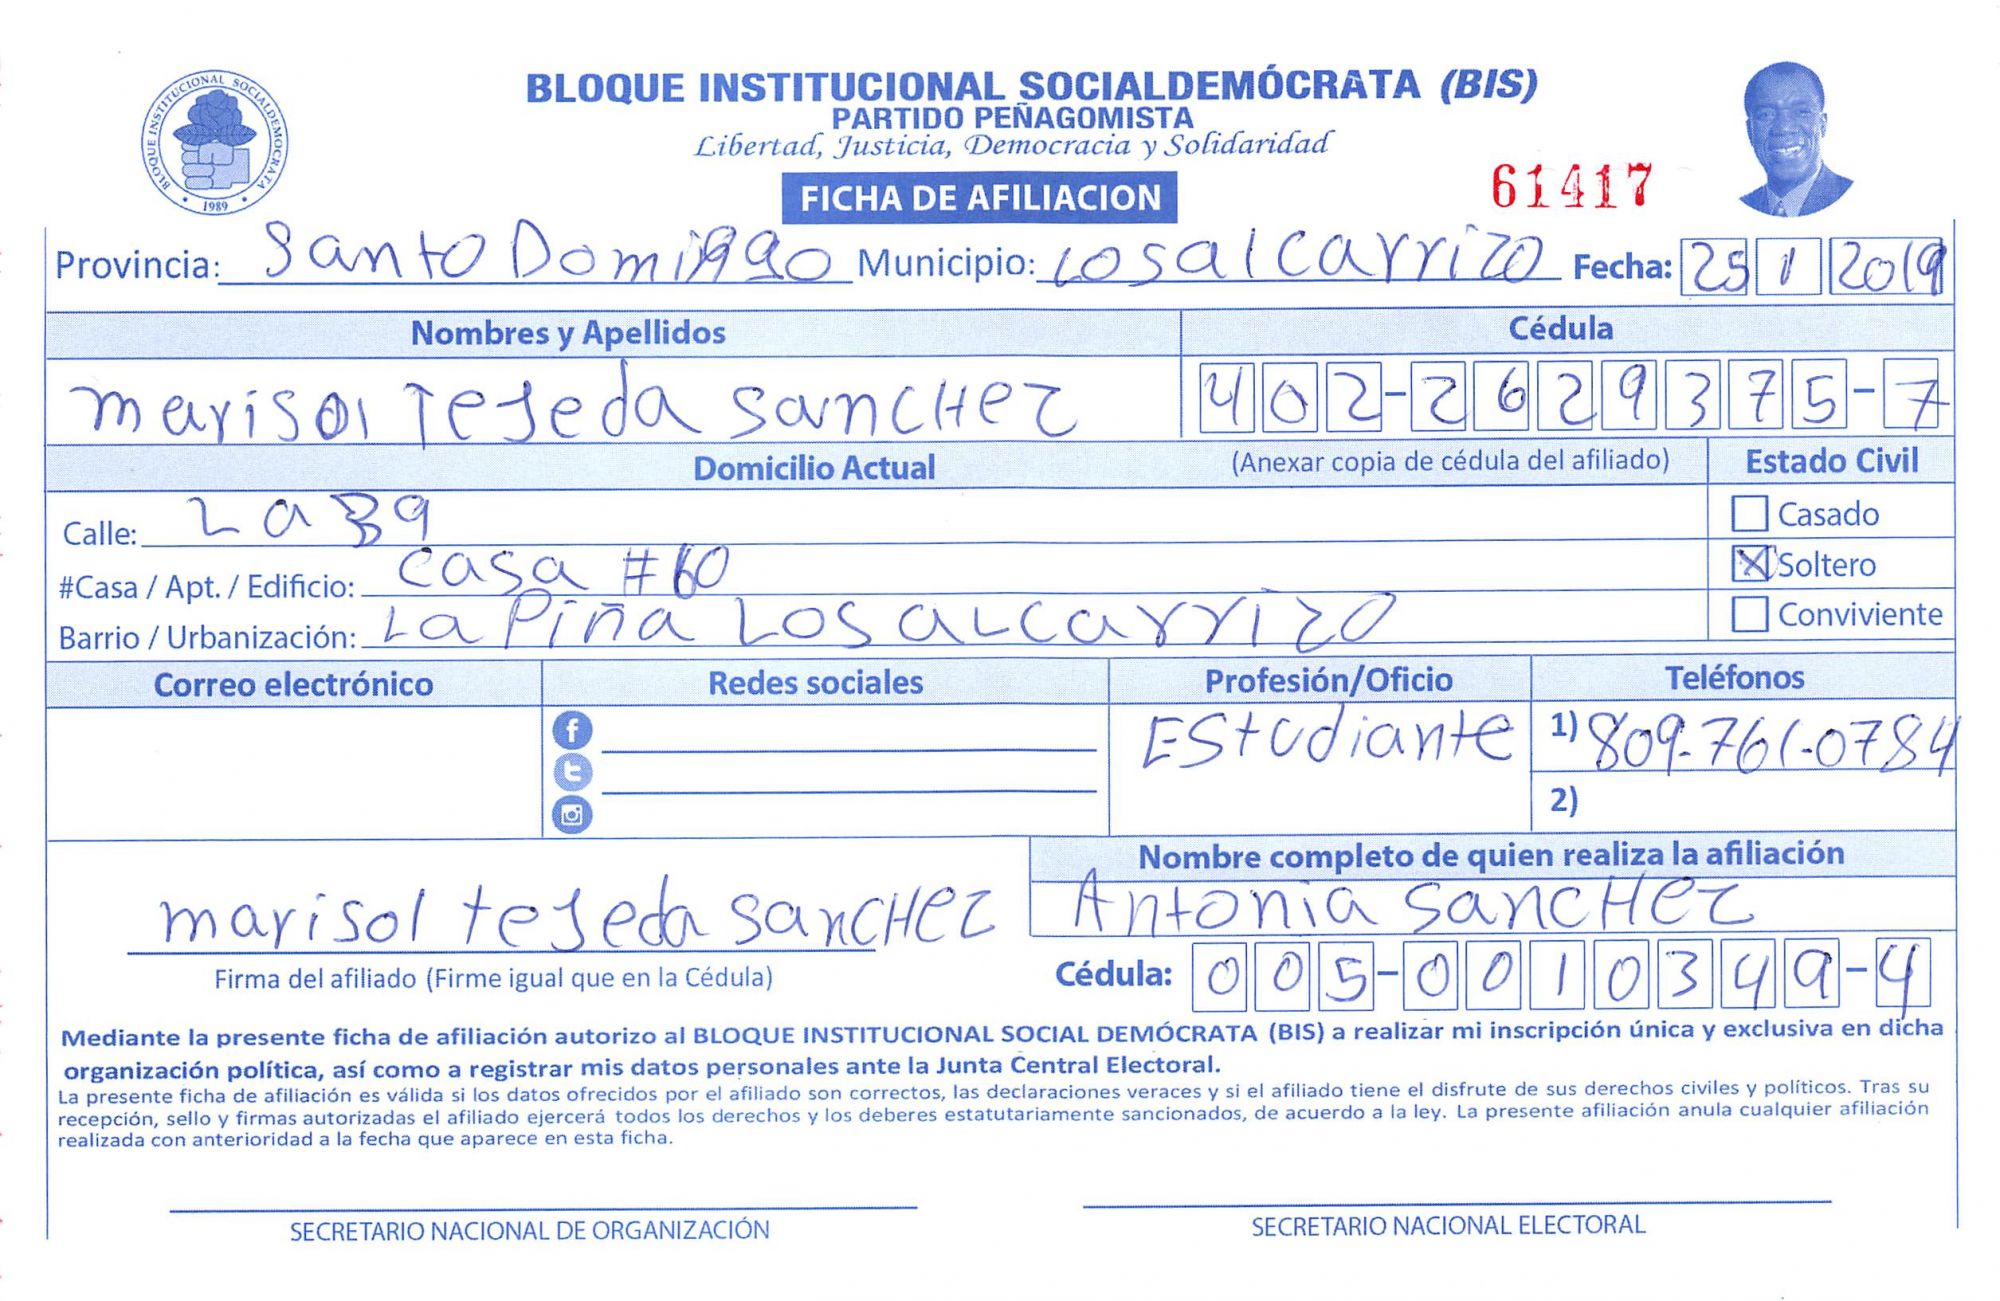 BLOQUE INSTITUCIONAL SOCIALDEMOCRATA
1989
BLOQUE INSTITUCIONAL SOCIALDEMÓCRATA (BIS)
PARTIDO PEÑAGOMISTA
Libertad, Justicia, Democracia y Solidaridad
FICHA DE AFILIACION
61417
Provincia: Santo Domingo Municipio: Losalcarrizo Fecha: 25 1 2019
Nombres y Apellidos Cédula
marisol TeJeda SancHez 402-2629375-7
Domicilio Actual (Anexar copia de cédula del afiliado) Estado Civil
Calle: La B9 Casado
#Casa / Apt. / Edificio: Casa #60 X Soltero
Barrio / Urbanización: La Piña LosaLcarrizo Conviviente
Correo electrónico Redes sociales Profesión/Oficio Teléfonos
EStudiante 1) 809-761-0784
2)
Nombre completo de quien realiza la afiliación
marisol teJeda SancHez Antonia SancHez
Firma del afiliado (Firme igual que en la Cédula) Cédula: 005-0010349-4
Mediante la presente ficha de afiliación autorizo al BLOQUE INSTITUCIONAL SOCIAL DEMÓCRATA (BIS) a realizar mi inscripción única y exclusiva en dicha
organización política, así como a registrar mis datos personales ante la Junta Central Electoral.
La presente ficha de afiliación es válida si los datos ofrecidos por el afiliado son correctos, las declaraciones veraces y si el afiliado tiene el disfrute de sus derechos civiles y políticos. Tras su
recepción, sello y firmas autorizadas el afiliado ejercerá todos los derechos y los deberes estatutariamente sancionados, de acuerdo a la ley. La presente afiliación anula cualquier afiliación
realizada con anterioridad a la fecha que aparece en esta ficha.
SECRETARIO NACIONAL DE ORGANIZACIÓN SECRETARIO NACIONAL ELECTORAL